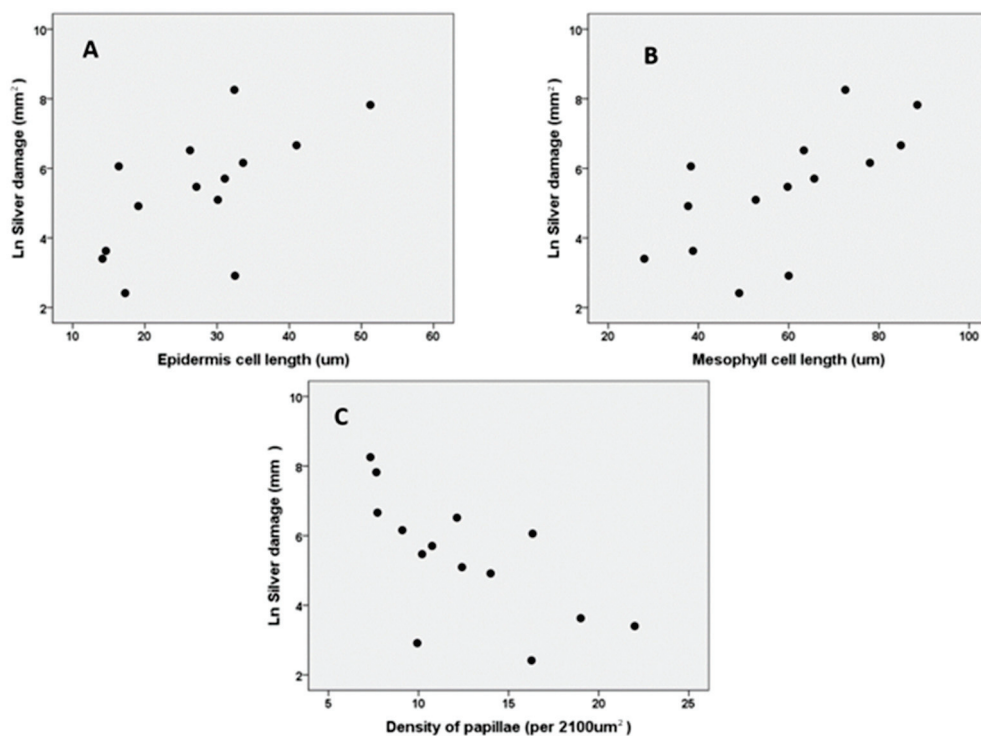 A
Ln Silver damage (mm²)
10
8
6
4
2
10 20 30 40 50 60
Epidermis cell length (um)
B
Ln Silver damage (mm²)
10
8
6
4
2
20 40 60 80 100
Mesophyll cell length (um)
C
Ln Silver damage (mm )
10
8
6
4
2
5 10 15 20 25
Density of papillae (per 2100um²)